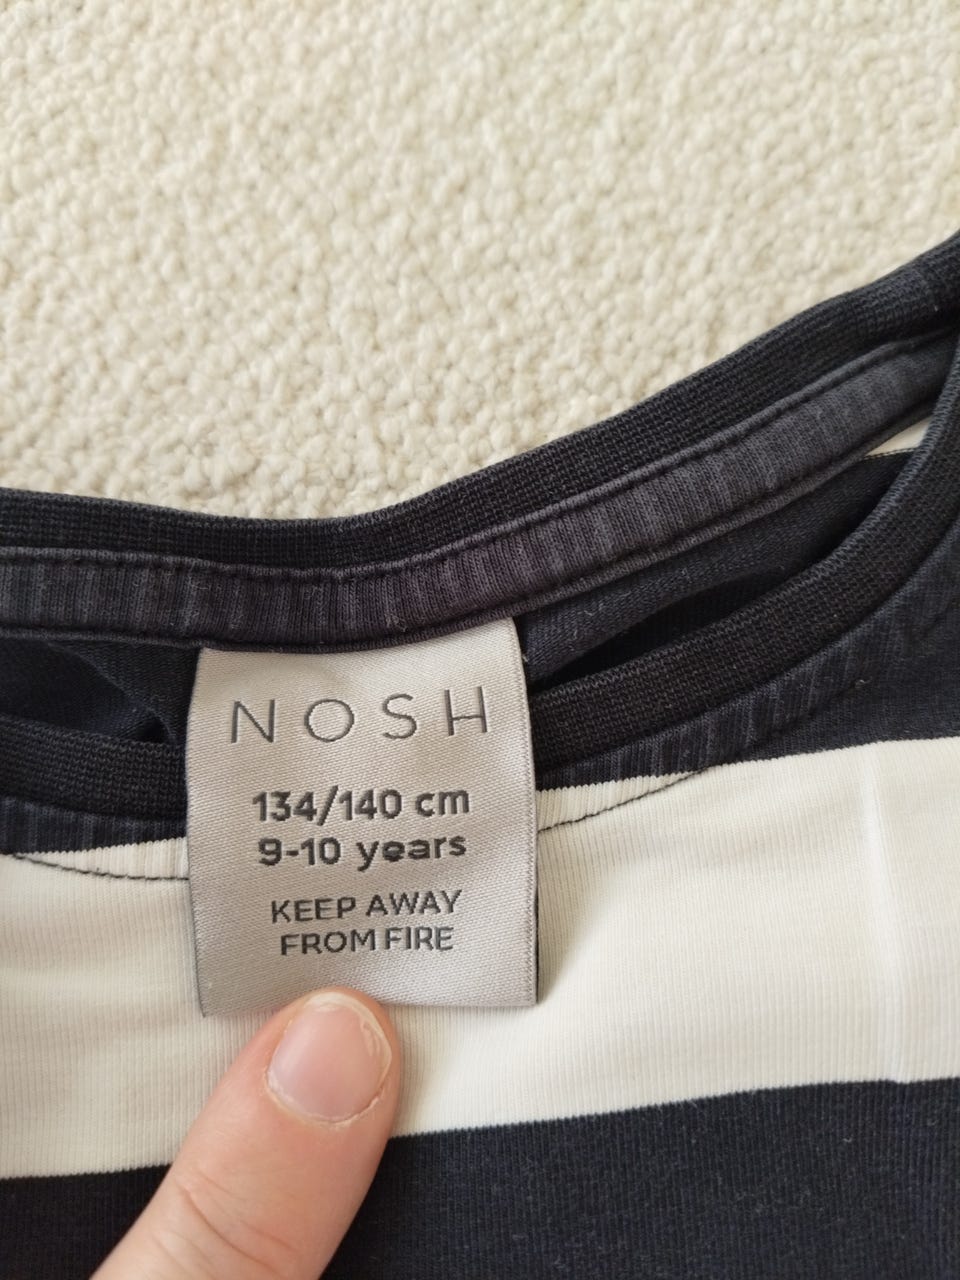 NOSH
134/140 cm
9-10 years
KEEP AWAY
FROM FIRE